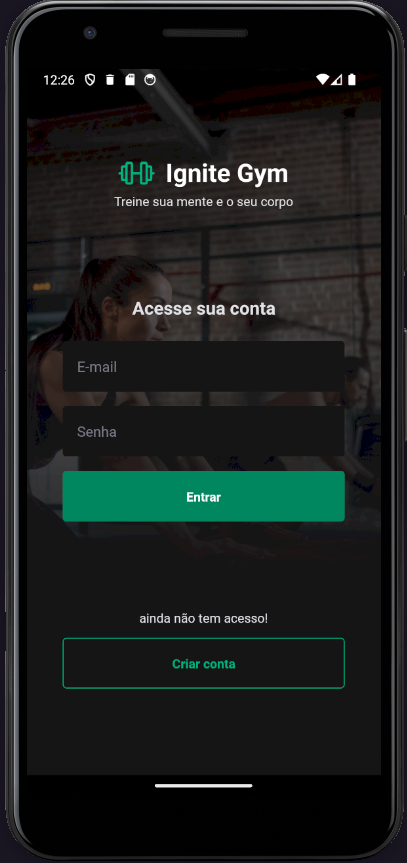 12:26
Ignite Gym
Treine sua mente e o seu corpo
Acesse sua conta
E-mail
Senha
Entrar
ainda não tem acesso!
Criar conta